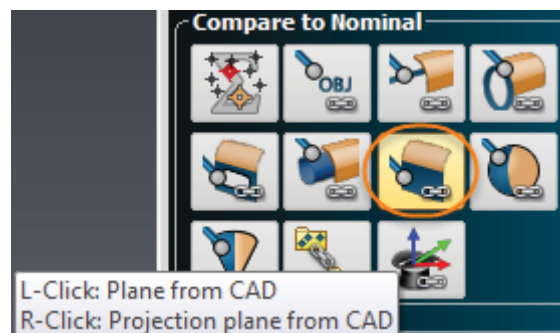 Compare to Nominal
OBJ
L-Click: Plane from CAD
R-Click: Projection plane from CAD